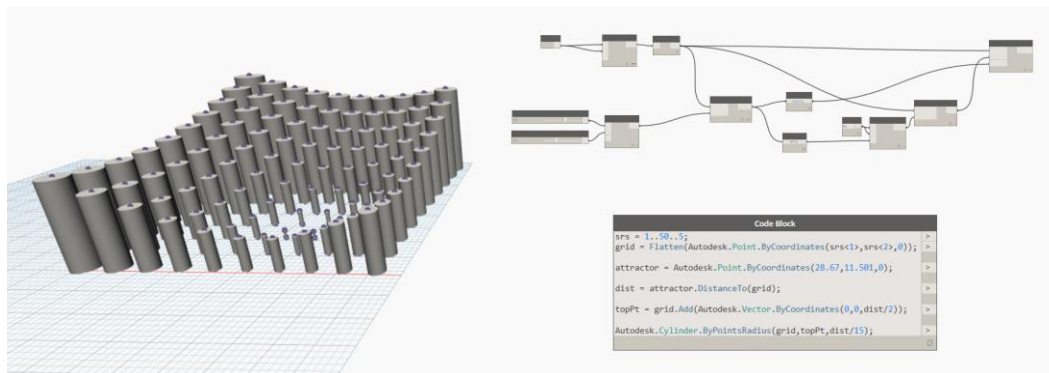 Code Block
srs = 1..50..5;
grid = Flatten(Autodesk.Point.ByCoordinates(srs<1>,srs<2>,0));
attractor = Autodesk.Point.ByCoordinates(28.67,11.501,0);
dist = attractor.DistanceTo(grid);
topPt = grid.Add(Autodesk.Vector.ByCoordinates(0,0,dist/2));
Autodesk.Cylinder.ByPointsRadius(grid,topPt,dist/15);